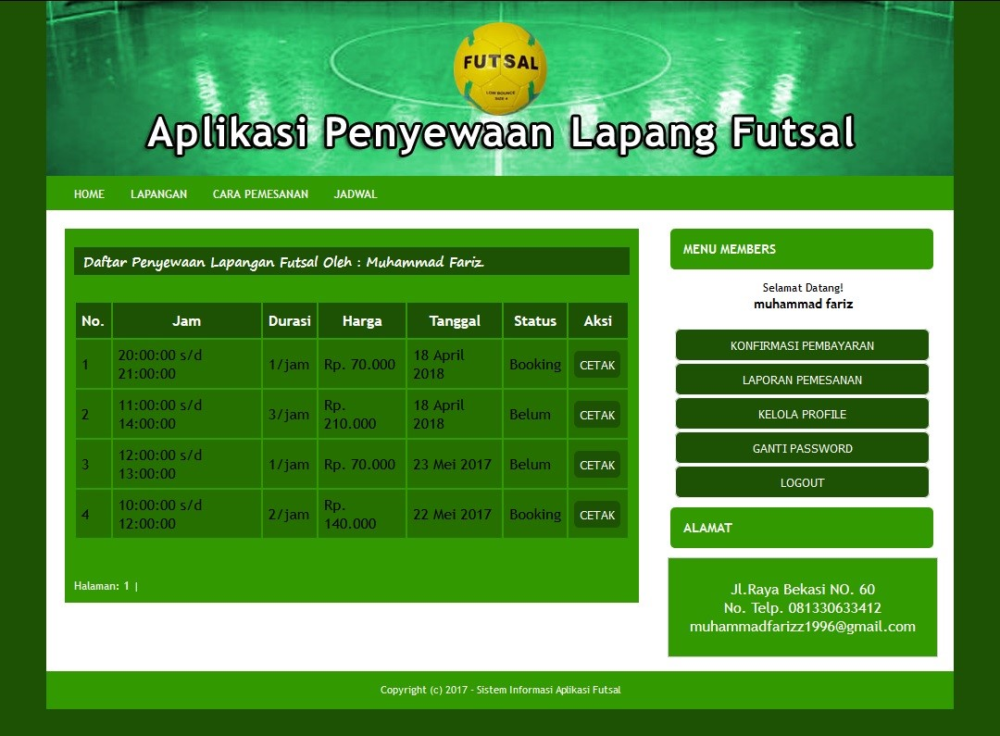 FUTSAL
LOW BOUNCE
SIZE 4
Aplikasi Penyewaan Lapang Futsal
HOME LAPANGAN CARA PEMESANAN JADWAL
Daftar Penyewaan Lapangan Futsal Oleh : Muhammad Fariz
No. Jam Durasi Harga Tanggal Status Aksi
1 20:00:00 s/d 21:00:00 1/jam Rp. 70.000 18 April 2018 Booking CETAK
2 11:00:00 s/d 14:00:00 3/jam Rp. 210.000 18 April 2018 Belum CETAK
3 12:00:00 s/d 13:00:00 1/jam Rp. 70.000 23 Mei 2017 Belum CETAK
4 10:00:00 s/d 12:00:00 2/jam Rp. 140.000 22 Mei 2017 Booking CETAK
Halaman: 1 |
MENU MEMBERS
Selamat Datang!
muhammad fariz
KONFIRMASI PEMBAYARAN
LAPORAN PEMESANAN
KELOLA PROFILE
GANTI PASSWORD
LOGOUT
ALAMAT
Jl.Raya Bekasi NO. 60
No. Telp. 081330633412
muhammadfarizz1996@gmail.com
Copyright (c) 2017 - Sistem Informasi Aplikasi Futsal